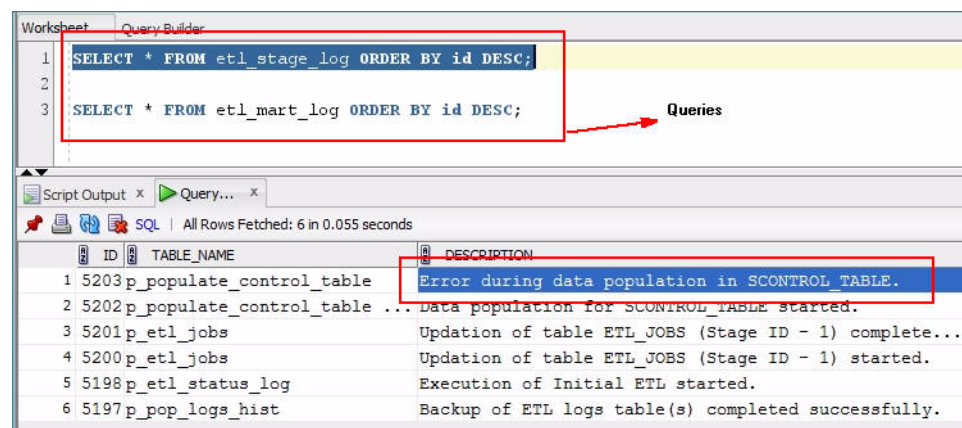 Worksheet Query Builder
1 SELECT * FROM etl_stage_log ORDER BY id DESC;
2
3 SELECT * FROM etl_mart_log ORDER BY id DESC;
Queries
Script Output x Query... x
SQL | All Rows Fetched: 6 in 0.055 seconds
ID TABLE_NAME DESCRIPTION
1 5203 p_populate_control_table Error during data population in SCONTROL_TABLE.
2 5202 p_populate_control_table ... Data population for SCONTROL_TABLE started.
3 5201 p_etl_jobs Updation of table ETL_JOBS (Stage ID - 1) complete...
4 5200 p_etl_jobs Updation of table ETL_JOBS (Stage ID - 1) started.
5 5198 p_etl_status_log Execution of Initial ETL started.
6 5197 p_pop_logs_hist Backup of ETL logs table(s) completed successfully.